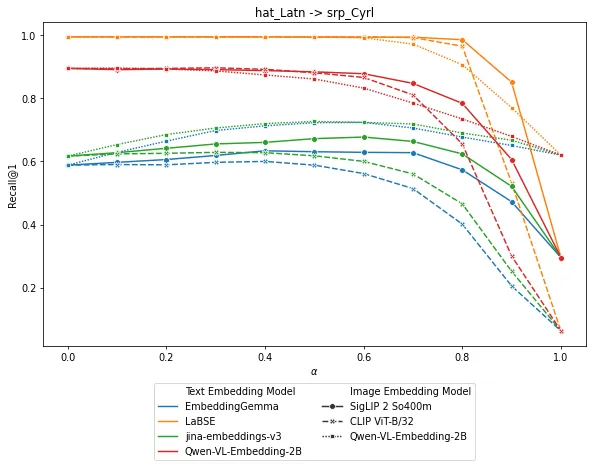 hat_Latn -> srp_Cyrl
1.0
0.8
0.6
0.4
0.2
Recall@1
0.0 0.2 0.4 0.6 0.8 1.0
α
Text Embedding Model Image Embedding Model
EmbeddingGemma SigLIP 2 So400m
LaBSE CLIP ViT-B/32
jina-embeddings-v3 Qwen-VL-Embedding-2B
Qwen-VL-Embedding-2B